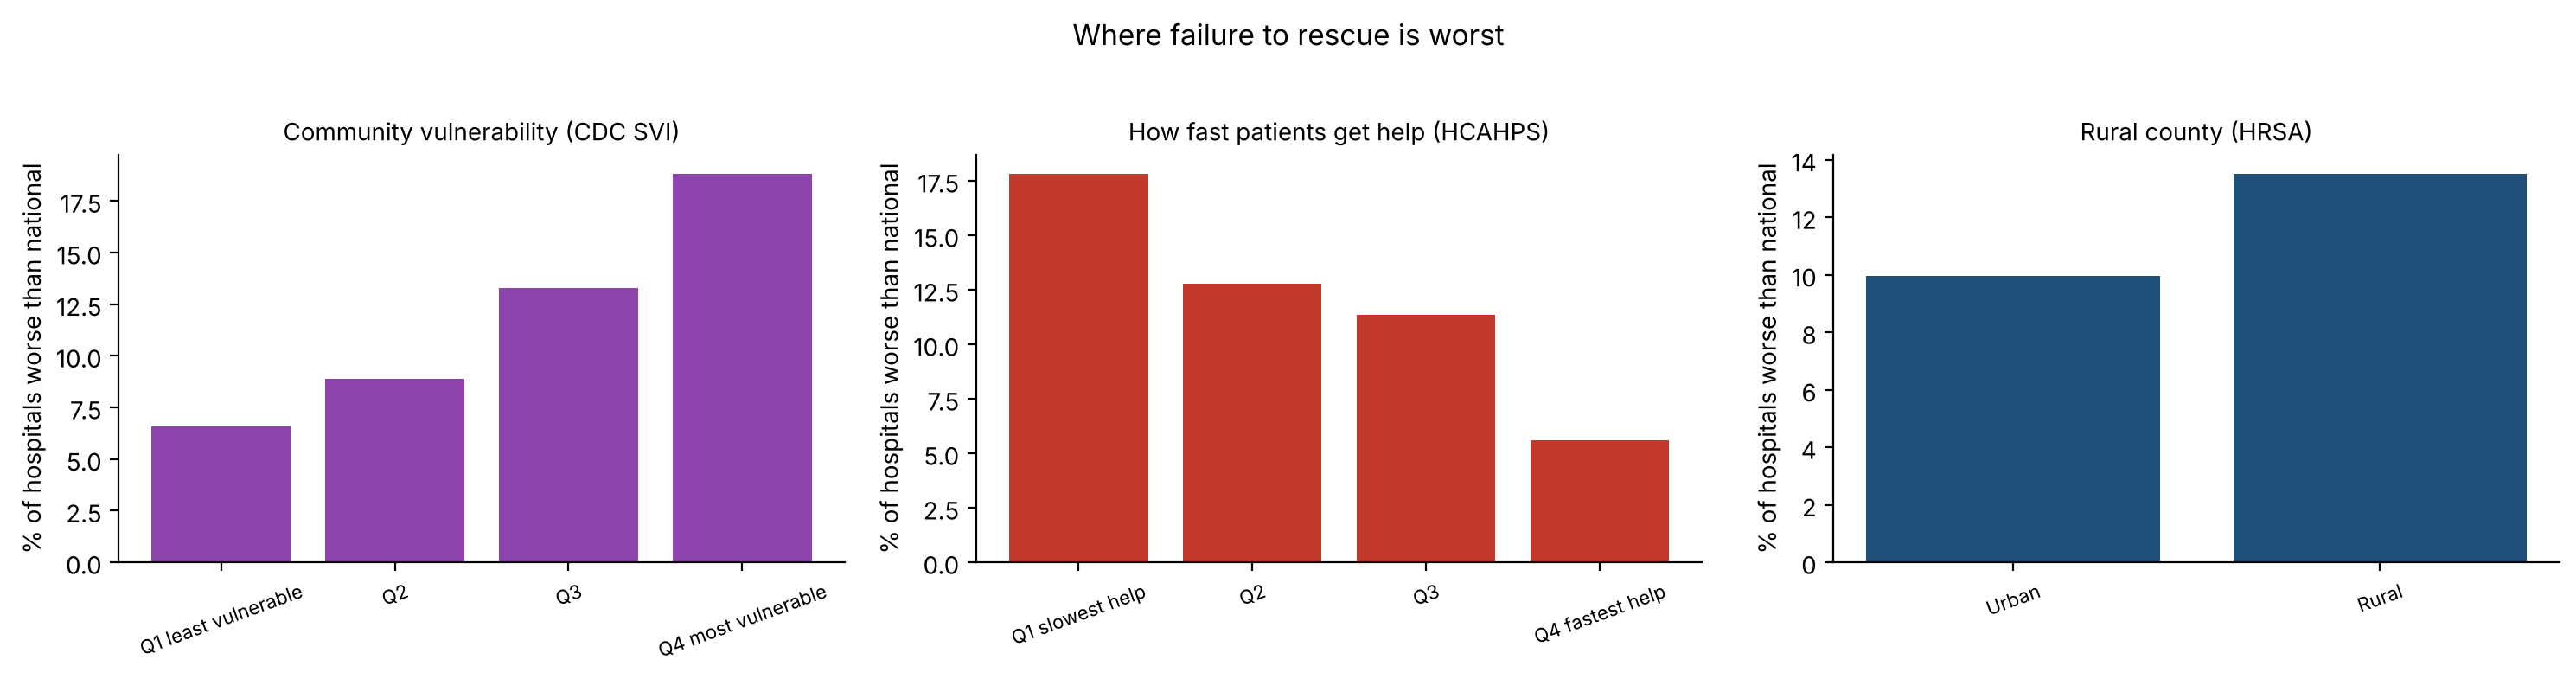 Where failure to rescue is worst
Community vulnerability (CDC SVI)
% of hospitals worse than national
17.5
15.0
12.5
10.0
7.5
5.0
2.5
0.0
Q1 least vulnerable
Q2
Q3
Q4 most vulnerable
How fast patients get help (HCAHPS)
% of hospitals worse than national
17.5
15.0
12.5
10.0
7.5
5.0
2.5
0.0
Q1 slowest help
Q2
Q3
Q4 fastest help
Rural county (HRSA)
% of hospitals worse than national
14
12
10
8
6
4
2
0
Urban
Rural